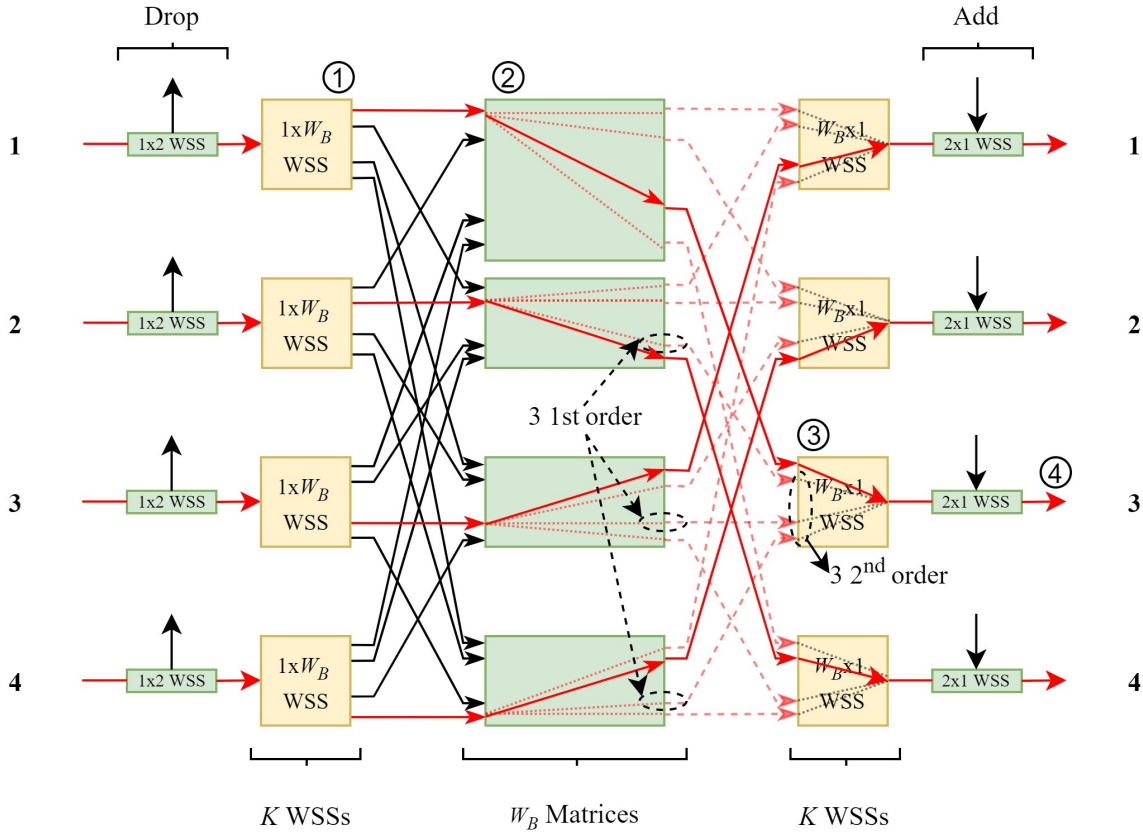 Drop
Add
①
②
1
1x2 WSS
1xW_B
WSS
W_Bx1
WSS
2x1 WSS
1
2
1x2 WSS
1xW_B
WSS
W_Bx1
WSS
2x1 WSS
2
3 1st order
③
④
3
1x2 WSS
1xW_B
WSS
W_Bx1
WSS
2x1 WSS
3
3 2nd order
4
1x2 WSS
1xW_B
WSS
W_Bx1
WSS
2x1 WSS
4
K WSSs
W_B Matrices
K WSSs